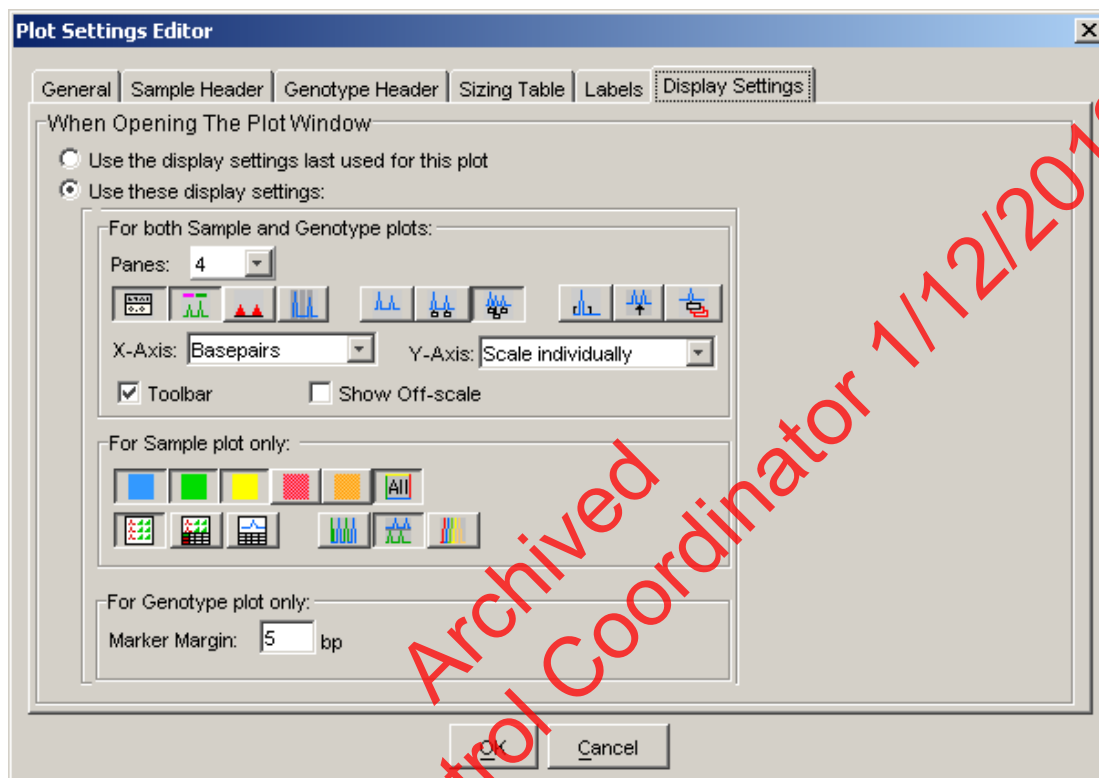 Plot Settings Editor
General Sample Header Genotype Header Sizing Table Labels Display Settings
When Opening The Plot Window
Use the display settings last used for this plot
Use these display settings:
For both Sample and Genotype plots:
Panes: 4
X-Axis: Basepairs Y-Axis: Scale individually
Toolbar Show Off-scale
For Sample plot only:
All
For Genotype plot only:
Marker Margin: 5 bp
OK Cancel
Archived
Coordinator 1/12/201